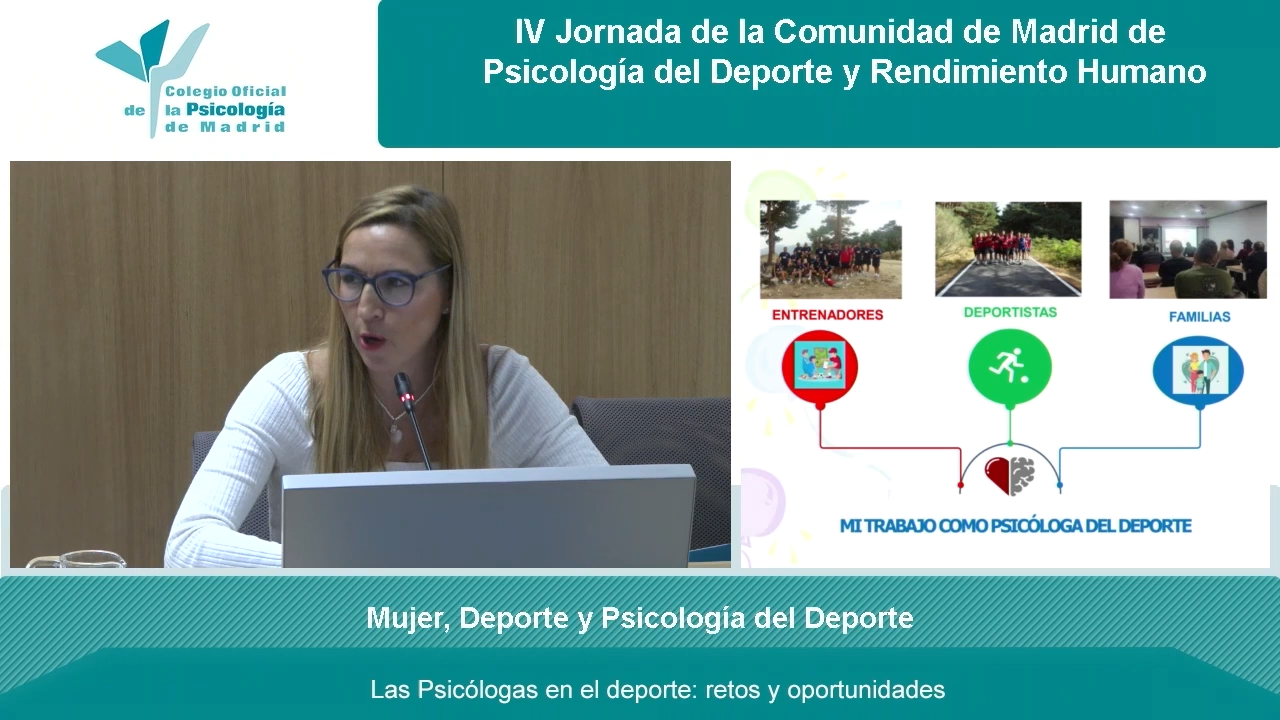 Colegio Oficial
de la Psicología
de Madrid
IV Jornada de la Comunidad de Madrid de
Psicología del Deporte y Rendimiento Humano
ENTRENADORES
DEPORTISTAS
FAMILIAS
MI TRABAJO COMO PSICÓLOGA DEL DEPORTE
Mujer, Deporte y Psicología del Deporte
Las Psicólogas en el deporte: retos y oportunidades